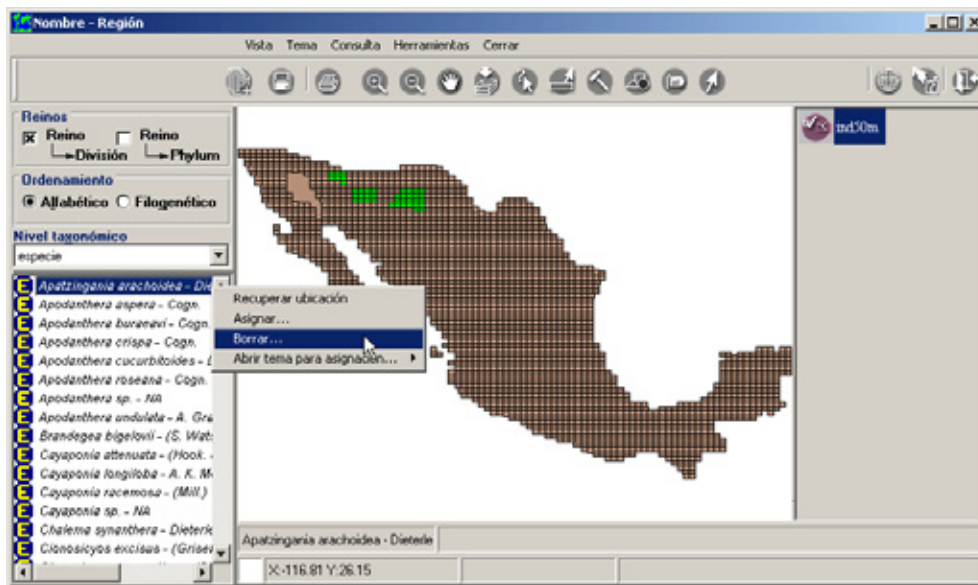 Nombre - Región
Vista Tema Consulta Herramientas Cerrar
Reinos
Reino Reino
División Phylum
Ordenamiento
Alfabético Filogenético
Nivel taxonómico
especie
Apatzingania arachoidea - Die
Apodanthera aspera - Cogn.
Apodanthera buraeavi - Cogn.
Apodanthera crispa - Cogn.
Apodanthera cucurbitoides -
Apodanthera roseana - Cogn.
Apodanthera sp. - NA
Apodanthera undulata - A. Gra
Brandegea bigelovii - (S. Wats
Cayaponia attenuata - (Hook.
Cayaponia longiloba - A. K. M
Cayaponia racemosa - (Mill.)
Cayaponia sp. - NA
Chalema synanthera - Dieterle
Cionosicyos excisus - (Griseb
Recuperar ubicación
Asignar...
Borrar...
Abrir tema para asignación...
md50m
Apatzingania arachoidea - Dieterle
X:-116.81 Y:26.15